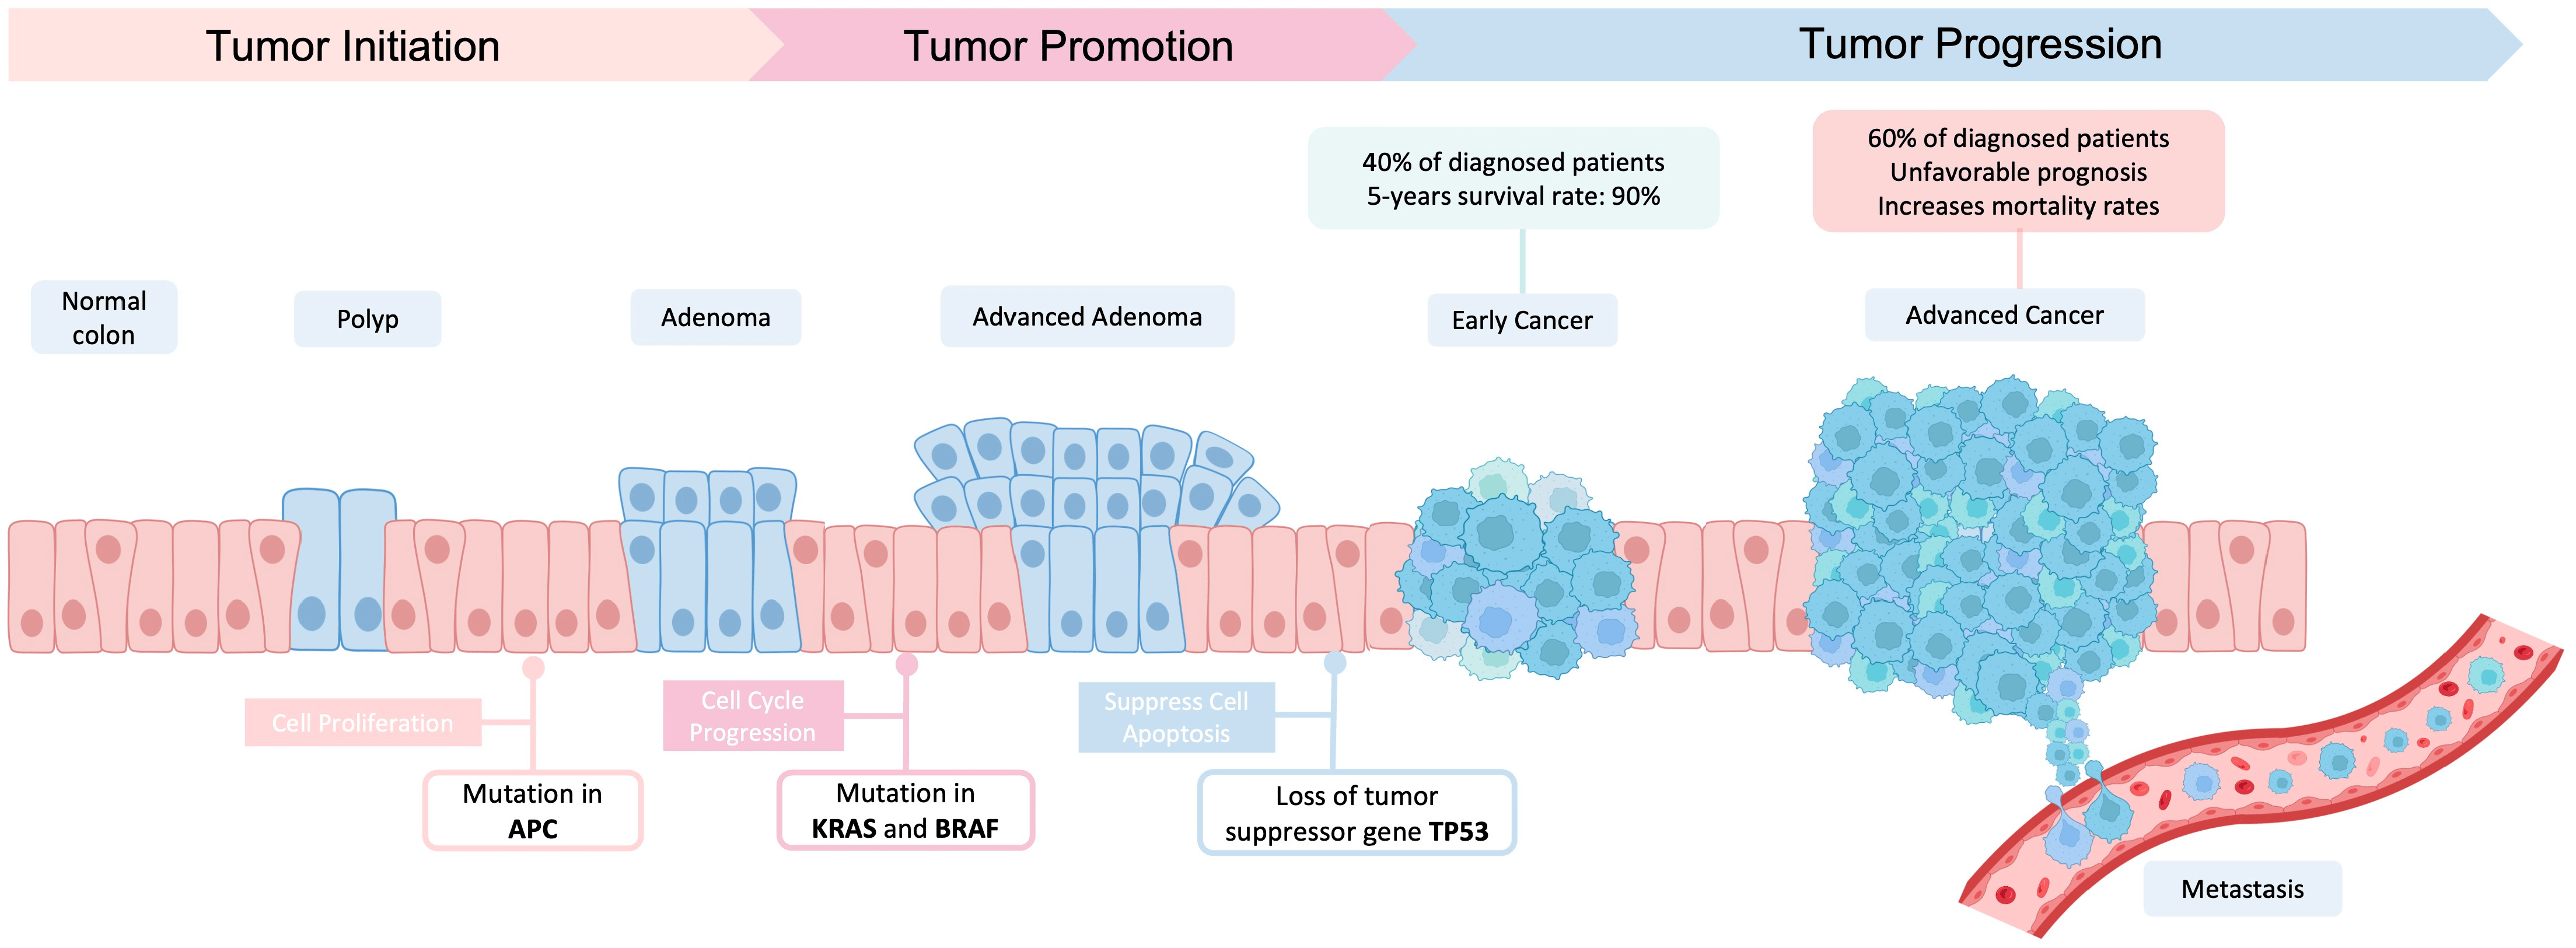 Tumor Initiation
Tumor Promotion
Tumor Progression
40% of diagnosed patients
5-years survival rate: 90%
60% of diagnosed patients
Unfavorable prognosis
Increases mortality rates
Normal
colon
Polyp
Adenoma
Advanced Adenoma
Early Cancer
Advanced Cancer
Cell Proliferation
Mutation in
APC
Cell Cycle
Progression
Mutation in
KRAS and BRAF
Suppress Cell
Apoptosis
Loss of tumor
suppressor gene TP53
Metastasis